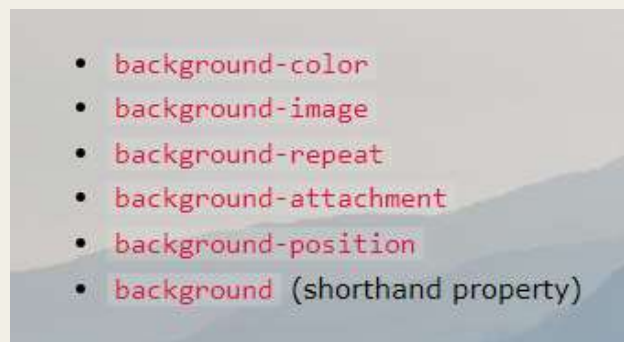 • background-color
• background-image
• background-repeat
• background-attachment
• background-position
• background (shorthand property)